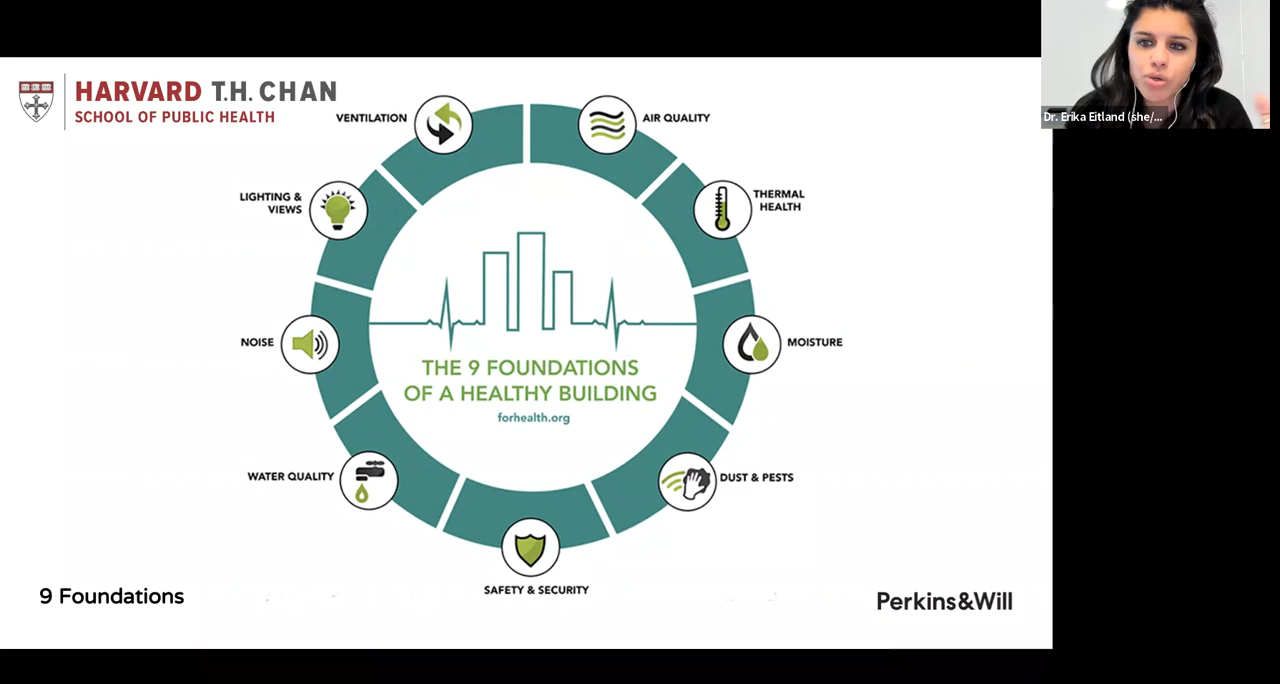 HARVARD T.H. CHAN
SCHOOL OF PUBLIC HEALTH
Dr. Erika Eitland (she/...
VENTILATION
AIR QUALITY
LIGHTING &
VIEWS
THERMAL
HEALTH
NOISE
MOISTURE
THE 9 FOUNDATIONS
OF A HEALTHY BUILDING
forhealth.org
WATER QUALITY
DUST & PESTS
SAFETY & SECURITY
9 Foundations
Perkins&Will